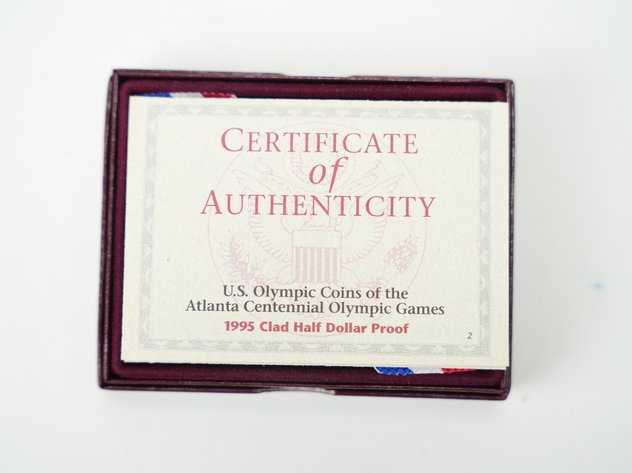 CERTIFICATE
of
AUTHENTICITY
U.S. Olympic Coins of the
Atlanta Centennial Olympic Games
1995 Clad Half Dollar Proof
2